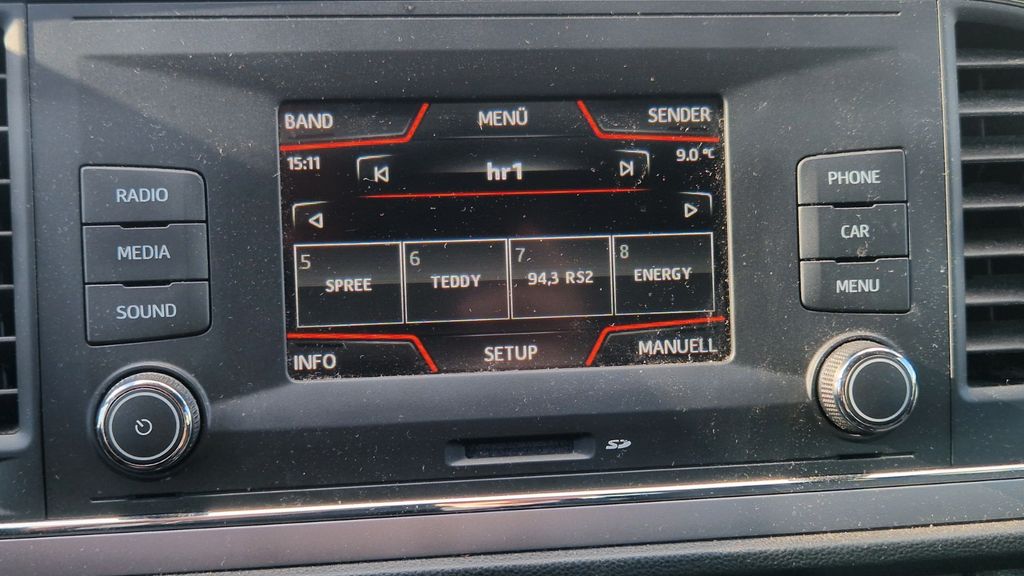 BAND MENÜ SENDER
15:11 hr1 9.0 °C
5 6 7 8
SPREE TEDDY 94,3 RS2 ENERGY
INFO SETUP MANUELL
RADIO
MEDIA
SOUND
PHONE
CAR
MENU
SD